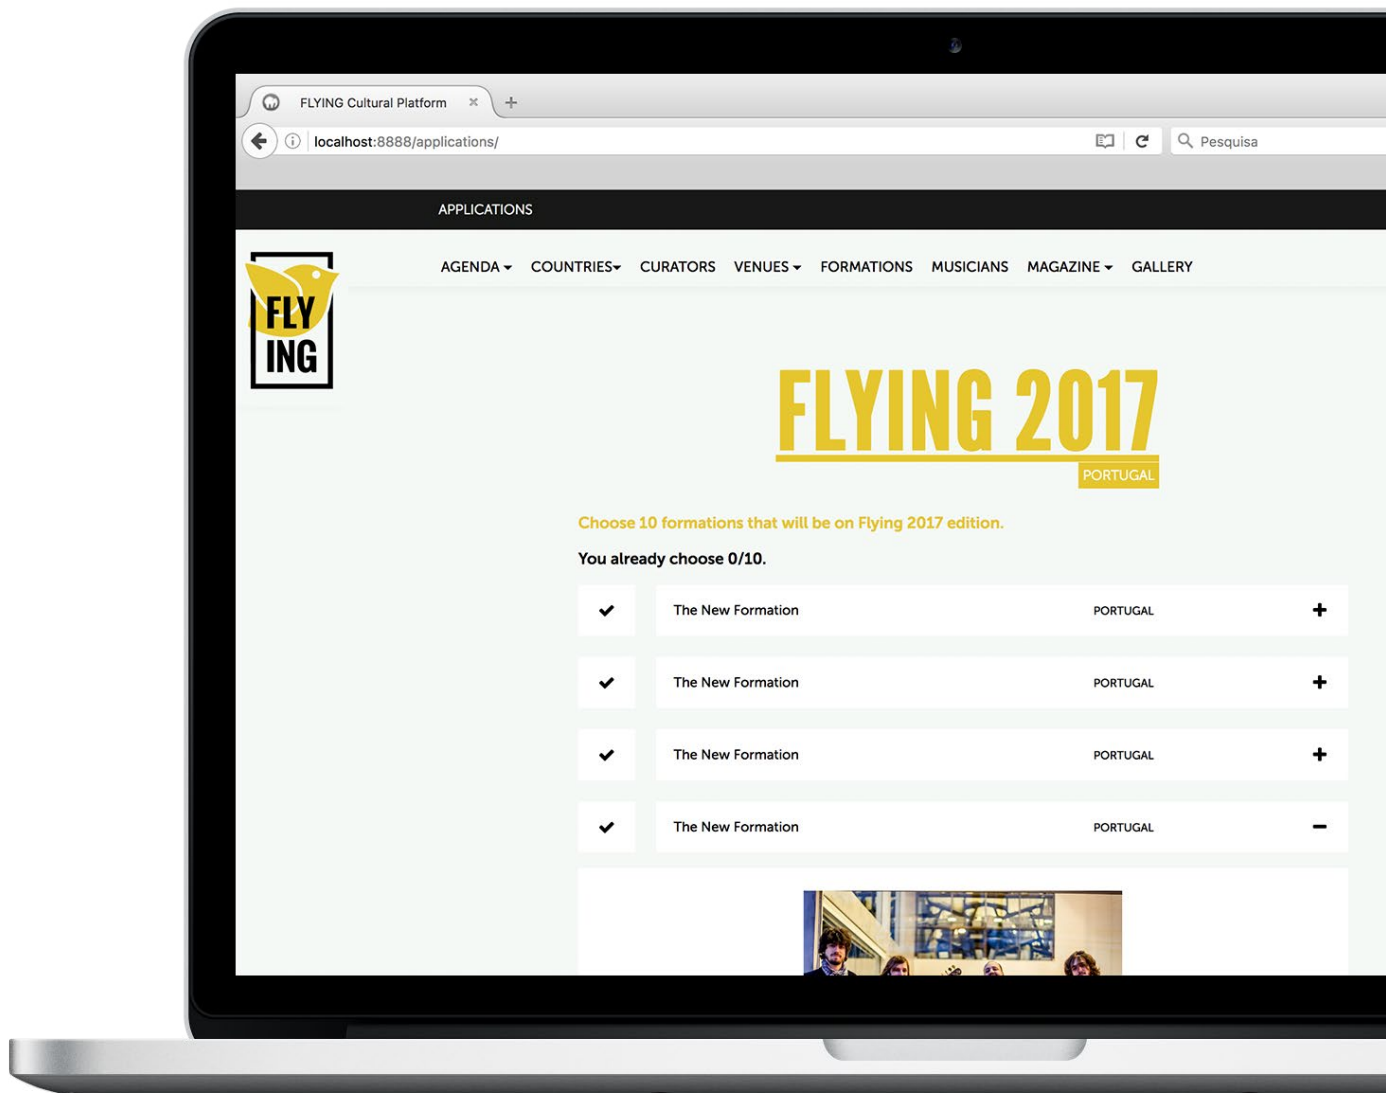 FLYING Cultural Platform
localhost:8888/applications/
Pesquisa
APPLICATIONS
AGENDA COUNTRIES CURATORS VENUES FORMATIONS MUSICIANS MAGAZINE GALLERY
FLY
ING
FLYING 2017
PORTUGAL
Choose 10 formations that will be on Flying 2017 edition.
You already choose 0/10.
The New Formation PORTUGAL
The New Formation PORTUGAL
The New Formation PORTUGAL
The New Formation PORTUGAL